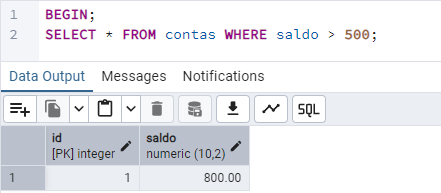 1 BEGIN;
2 SELECT * FROM contas WHERE saldo > 500;
Data Output Messages Notifications
SQL
id saldo
[PK] integer numeric (10,2)
1 1 800.00